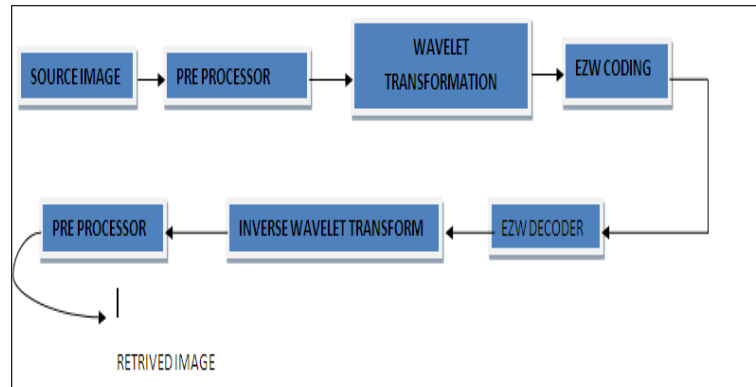 SOURCE IMAGE
PRE PROCESSOR
WAVELET
TRANSFORMATION
EZW CODING
PRE PROCESSOR
INVERSE WAVELET TRANSFORM
EZW DECODER
RETRIVED IMAGE